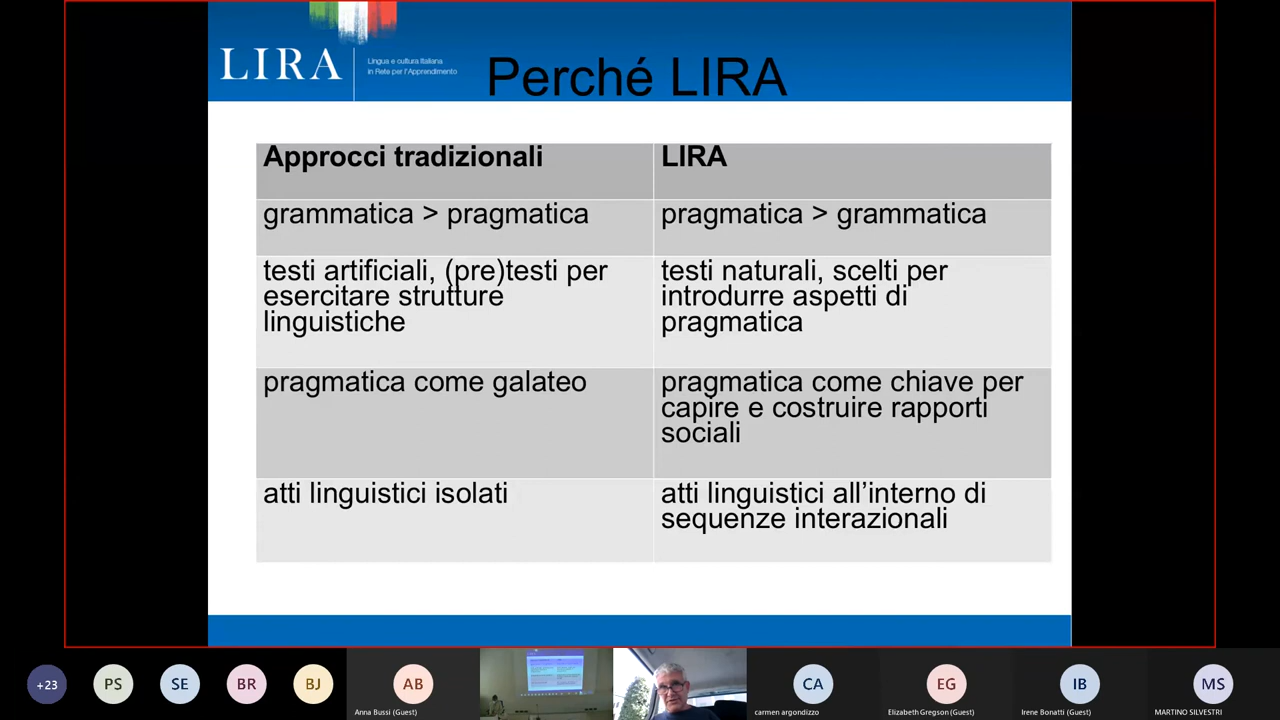 LIRA
Lingua e cultura Italiana
in Rete per l'Apprendimento
Perché LIRA
Approcci tradizionali
LIRA
grammatica > pragmatica
pragmatica > grammatica
testi artificiali, (pre)testi per
esercitare strutture
linguistiche
testi naturali, scelti per
introdurre aspetti di
pragmatica
pragmatica come galateo
pragmatica come chiave per
capire e costruire rapporti
sociali
atti linguistici isolati
atti linguistici all’interno di
sequenze interazionali
+23
PS
SE
BR
BJ
AB
Anna Bussi (Guest)
CA
carmen argondizzo
EG
Elizabeth Gregson (Guest)
IB
Irene Bonatti (Guest)
MS
MARTINO SILVESTRI